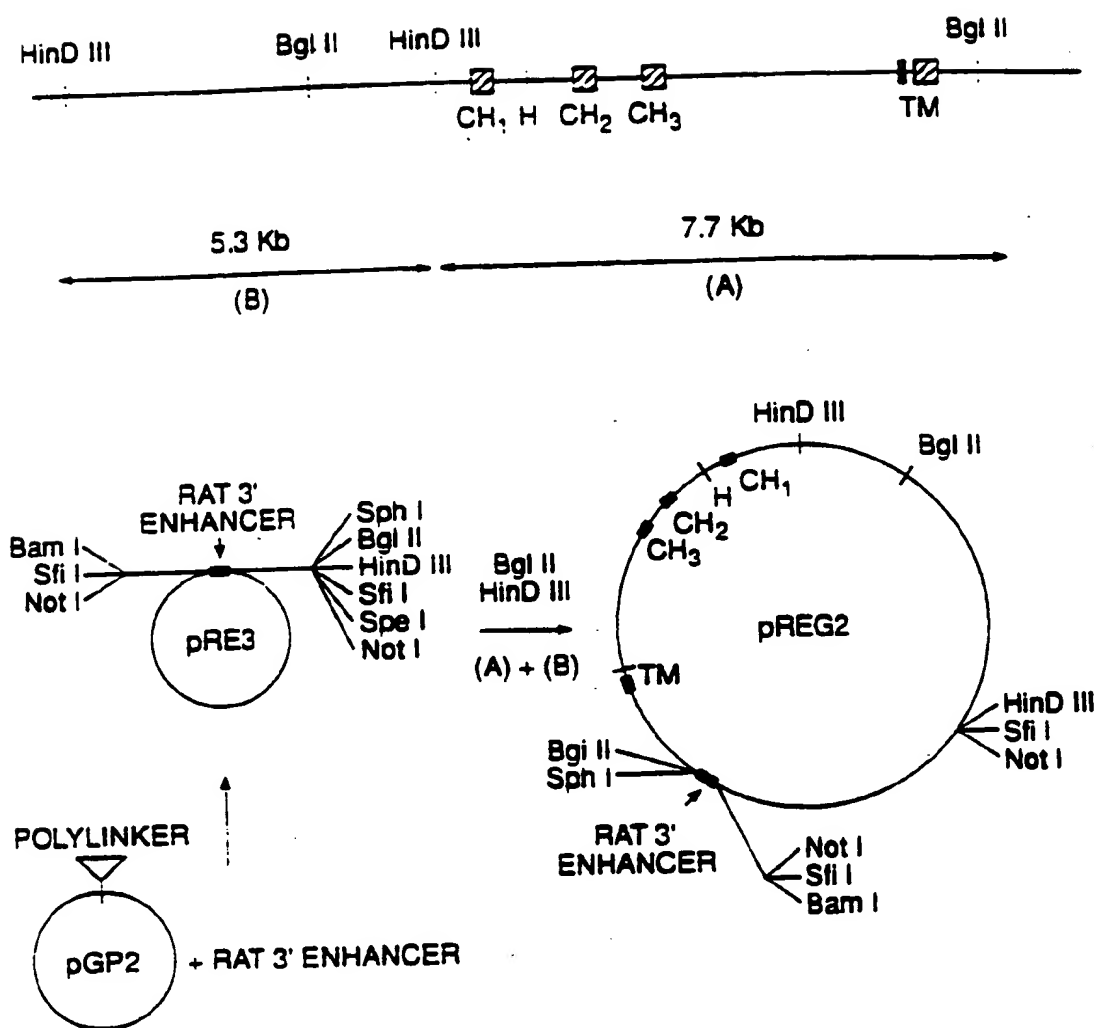 HinD III
Bgl II
HinD III
Bgl II
CH1 H CH2 CH3
TM
5.3 Kb
7.7 Kb
(B)
(A)
RAT 3'
ENHANCER
Bam I
Sfi I
Not I
Sph I
Bgl II
HinD III
Sfi I
Spe I
Not I
pRE3
Bgl II
HinD III
(A) + (B)
HinD III
Bgl II
CH1
H
CH2
CH3
pREG2
TM
HinD III
Sfi I
Not I
Bgl II
Sph I
RAT 3'
ENHANCER
Not I
Sfi I
Bam I
POLYLINKER
pGP2
+ RAT 3' ENHANCER